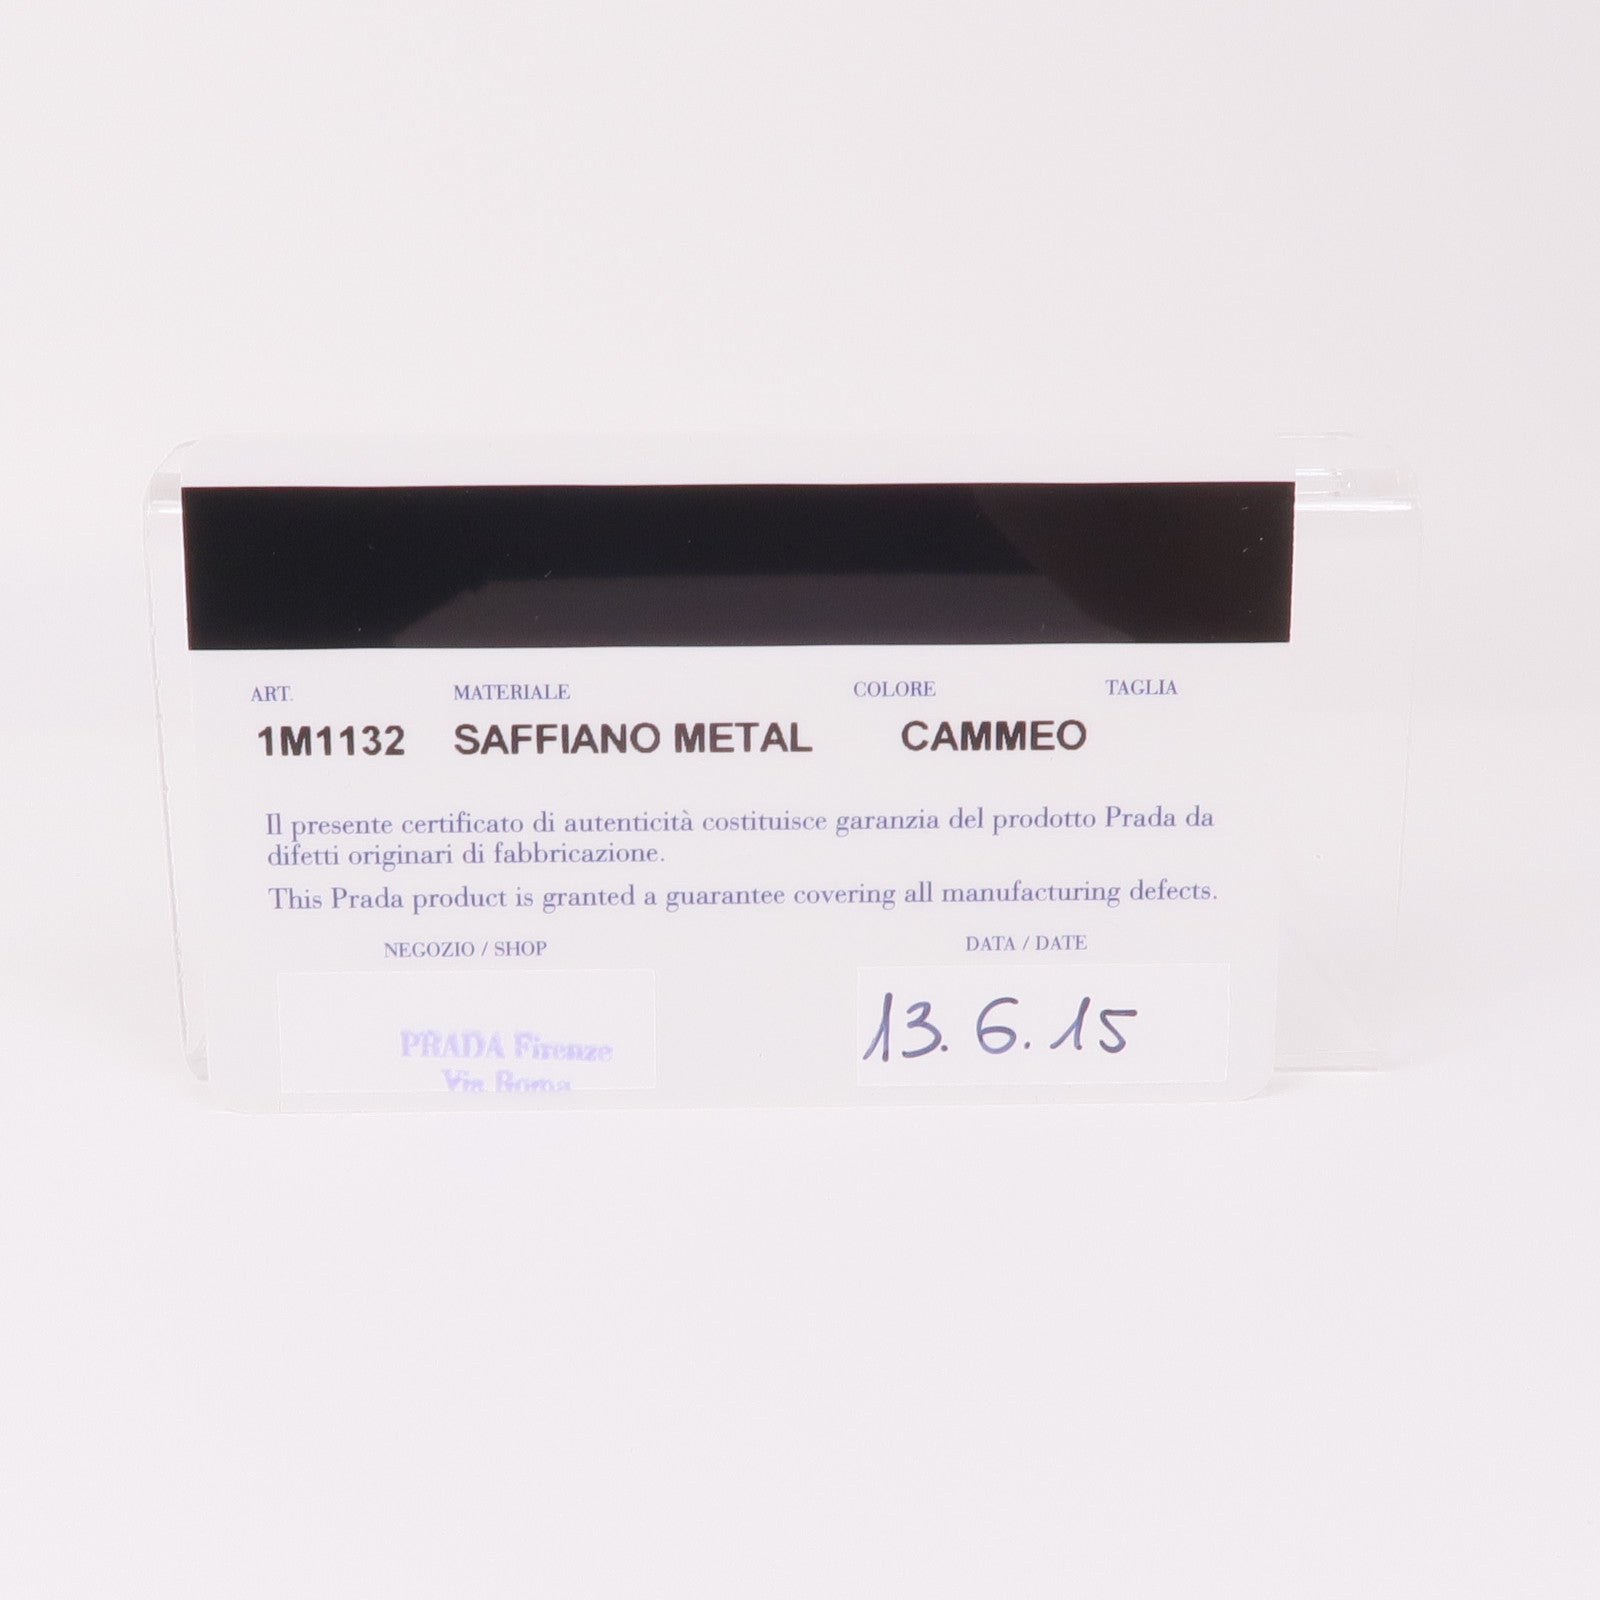 ART. MATERIALE COLORE TAGLIA
1M1132 SAFFIANO METAL CAMMEO
Il presente certificato di autenticità costituisce garanzia del prodotto Prada da
difetti originari di fabbricazione.
This Prada product is granted a guarantee covering all manufacturing defects.
NEGOZIO / SHOP DATA / DATE
PRADA Firenze 13. 6. 15
Via Roma